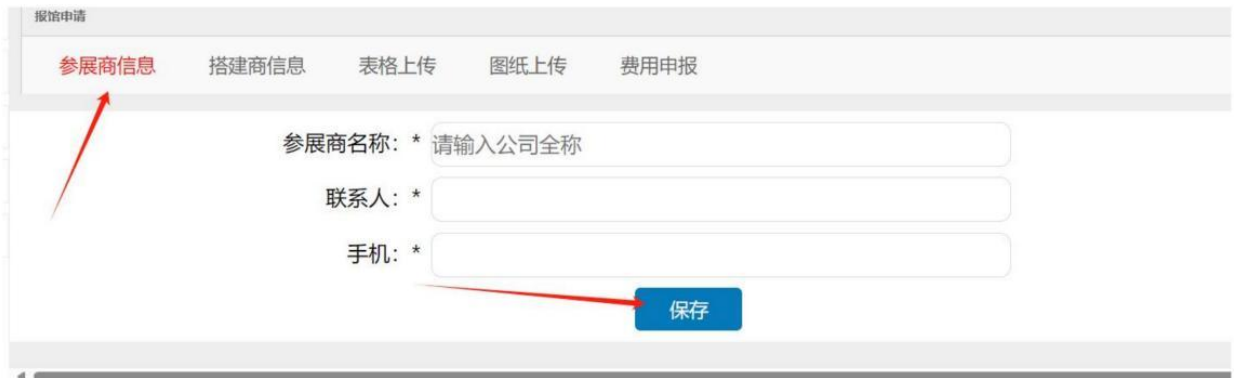 报馆申请
参展商信息 搭建商信息 表格上传 图纸上传 费用申报
参展商名称：* 请输入公司全称
联系人：*
手机：*
保存